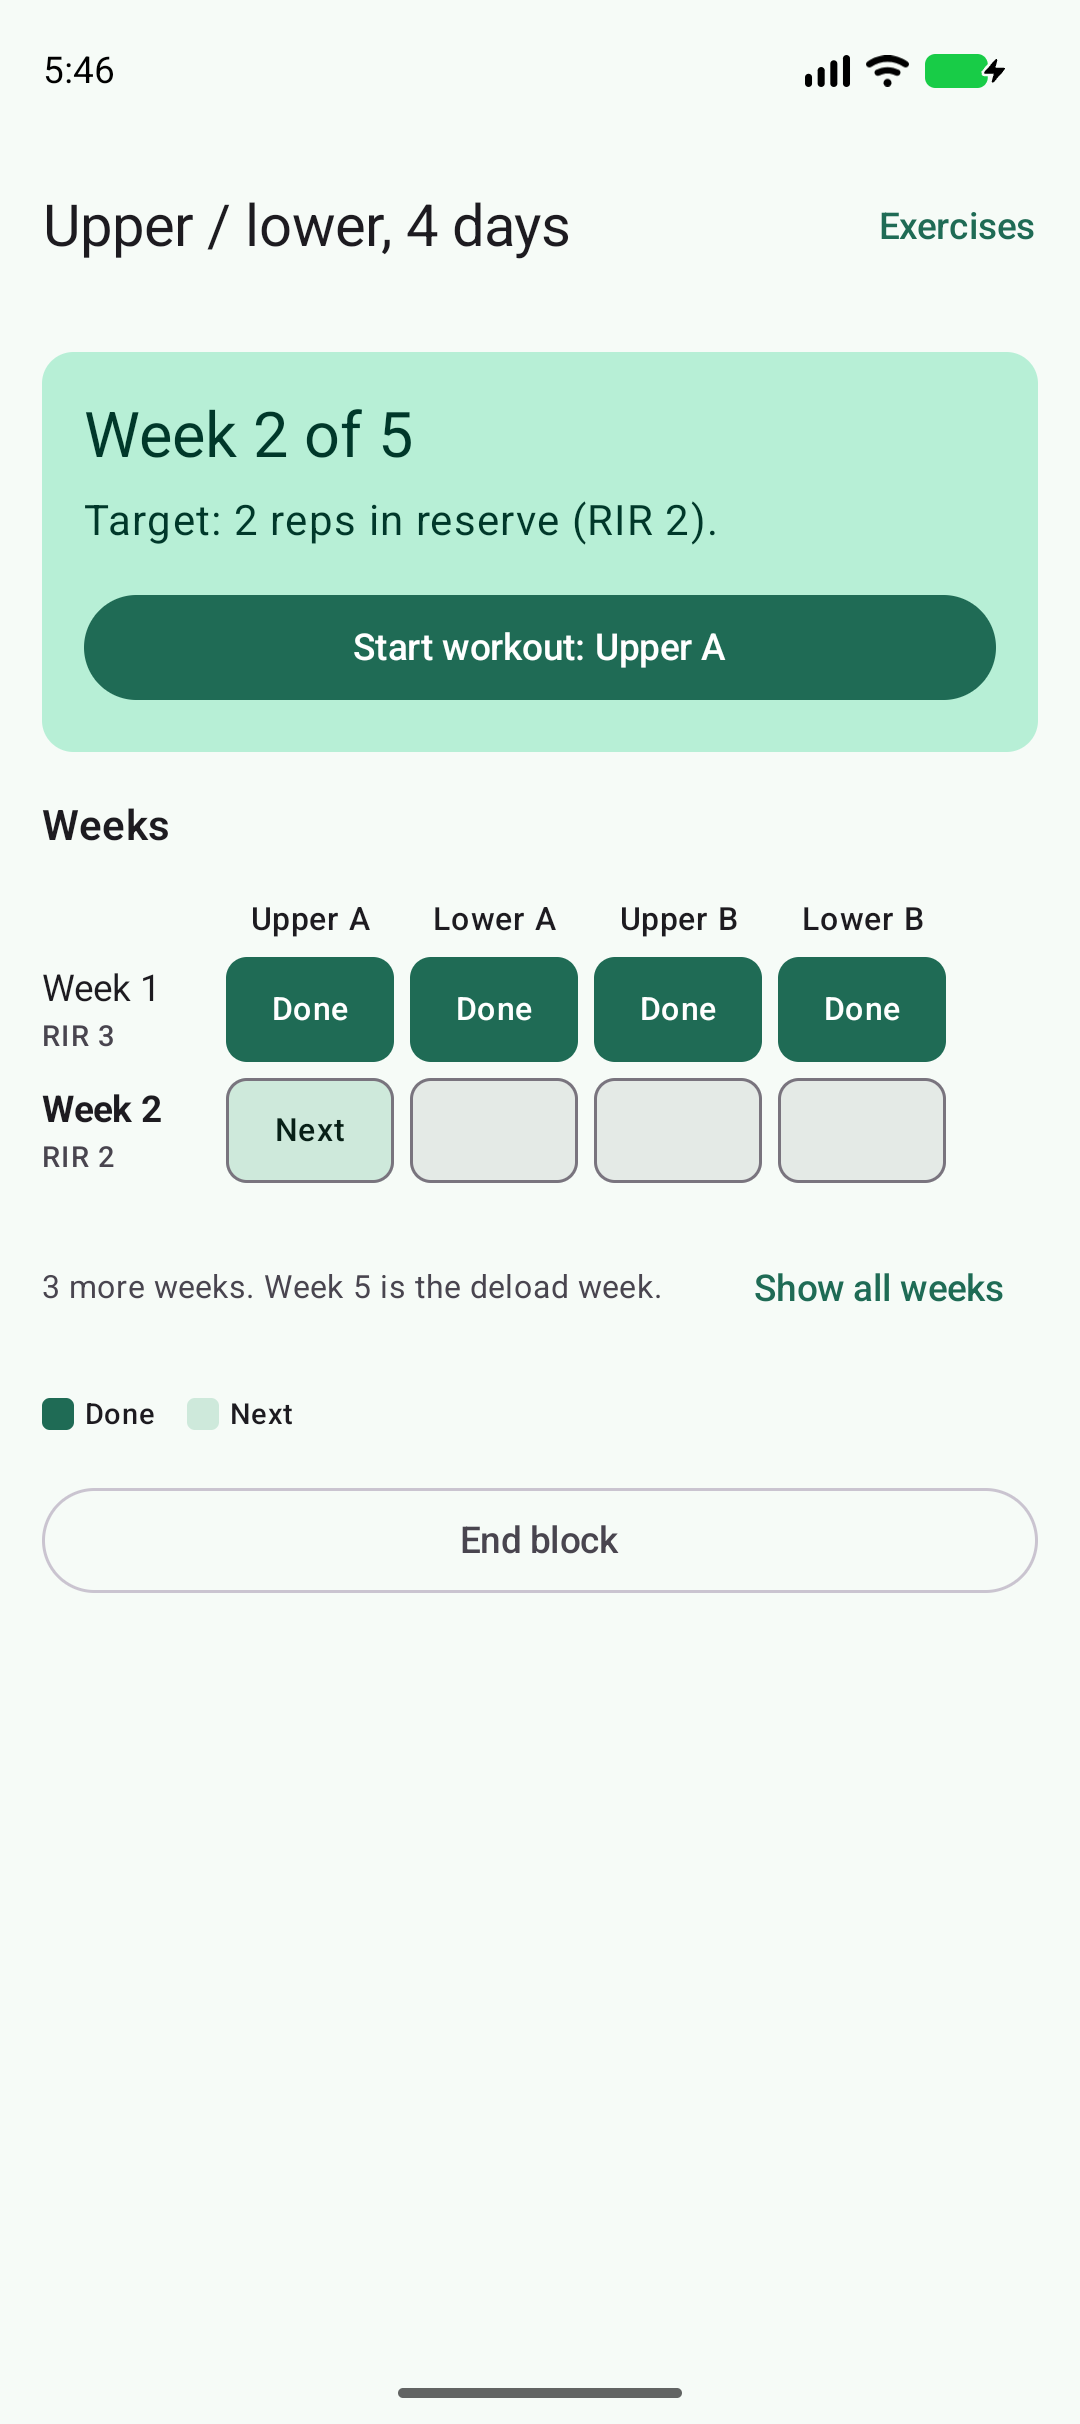 5:46
Upper / lower, 4 days
Exercises
Week 2 of 5
Target: 2 reps in reserve (RIR 2).
Start workout: Upper A
Weeks
Upper A Lower A Upper B Lower B
Week 1
RIR 3
Done Done Done Done
Week 2
RIR 2
Next
3 more weeks. Week 5 is the deload week.
Show all weeks
Done Next
End block